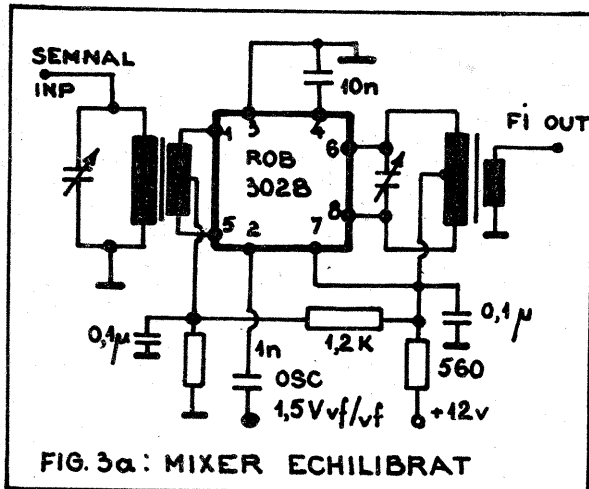 SEMNAL
INP
10n
1
3
4
6
ROB
3028
8
5
2
7
FI OUT
0,1µ
1,2K
0,1µ
1n
560
OSC
1,5Vvf/vf
+12v
FIG. 3a: MIXER ECHILIBRAT